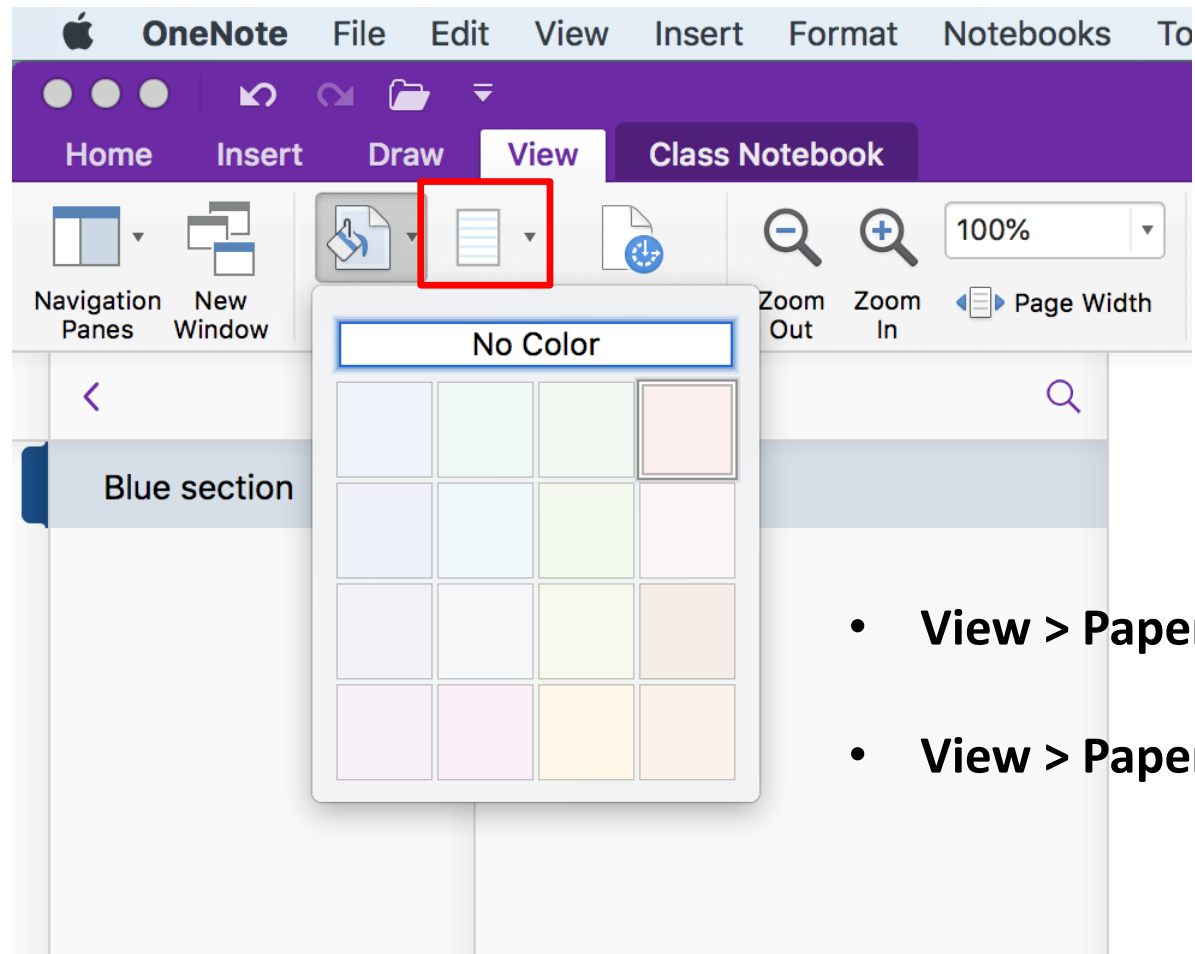 OneNote File Edit View Insert Format Notebooks To
Home Insert Draw View Class Notebook
100%
Navigation Panes
New Window
Zoom Out
Zoom In
Page Width
No Color
Blue section
• View > Paper
• View > Paper